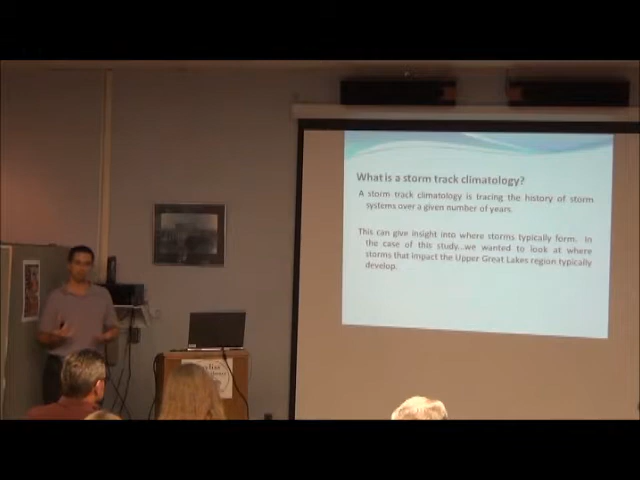 What is a storm track climatology?
A storm track climatology is tracing the history of storm
systems over a given number of years.
This can give insight into where storms typically form. In
the case of this study...we wanted to look at where
storms that impact the Upper Great Lakes region typically
develop.